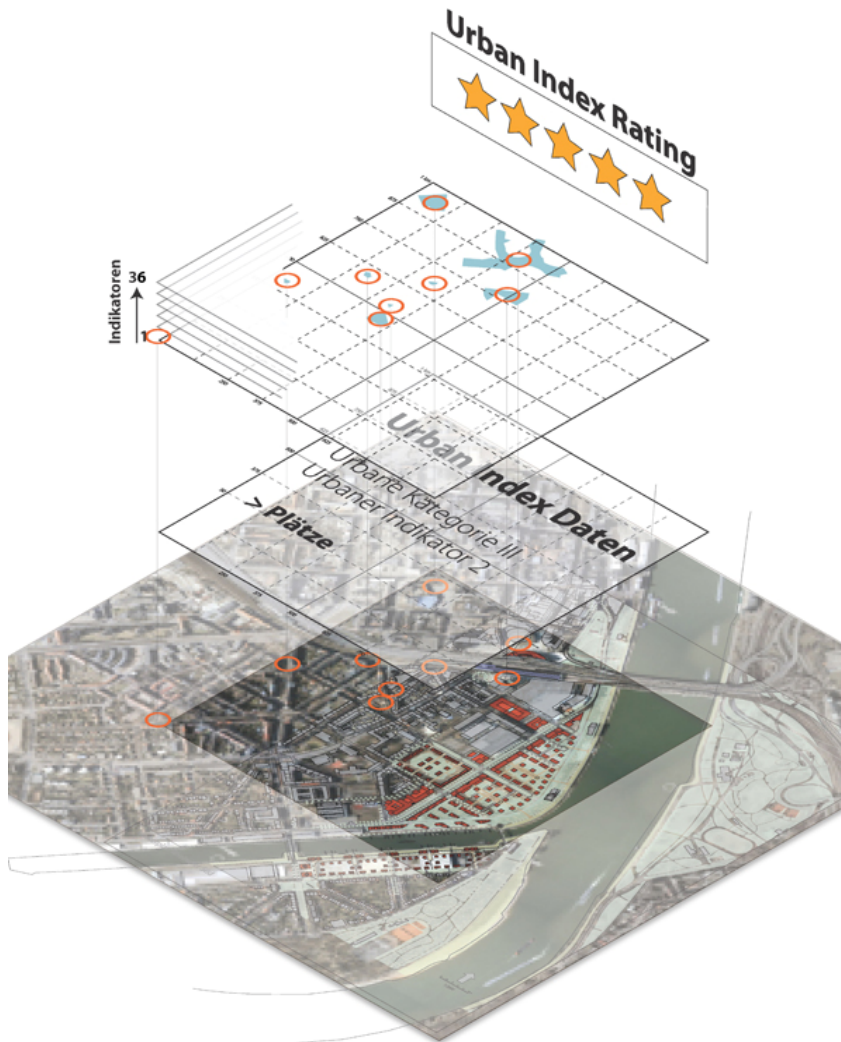 Urban Index Rating
36
Indikatoren
1
Urban Index Daten
Urbane Kategorie III
Urbaner Indikator 2
> Plätze